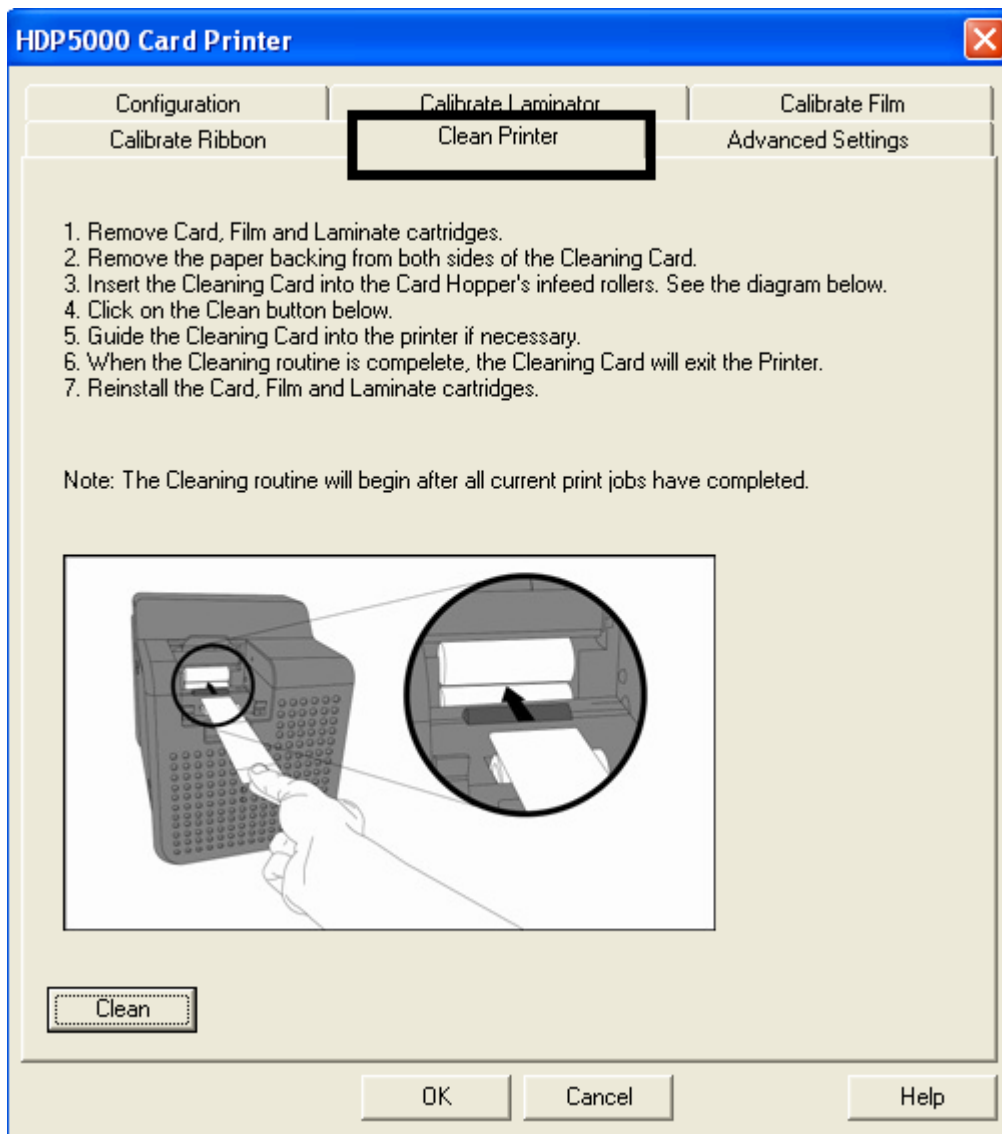 HDP5000 Card Printer
Configuration
Calibrate Laminator
Calibrate Film
Calibrate Ribbon
Clean Printer
Advanced Settings
1. Remove Card, Film and Laminate cartridges.
2. Remove the paper backing from both sides of the Cleaning Card.
3. Insert the Cleaning Card into the Card Hopper's infeed rollers. See the diagram below.
4. Click on the Clean button below.
5. Guide the Cleaning Card into the printer if necessary.
6. When the Cleaning routine is compelete, the Cleaning Card will exit the Printer.
7. Reinstall the Card, Film and Laminate cartridges.
Note: The Cleaning routine will begin after all current print jobs have completed.
Clean
OK
Cancel
Help